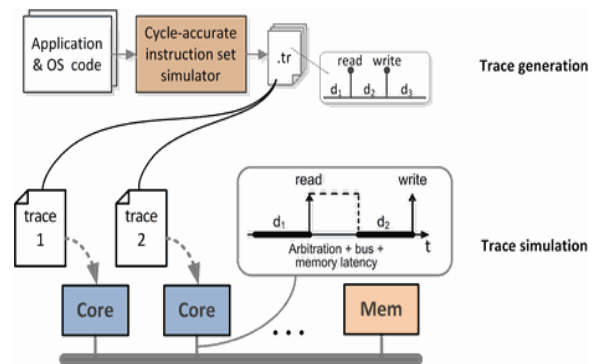 Application
& OS code
Cycle-accurate
instruction set
simulator
.tr
read write
d1 d2 d3
Trace generation
trace
1
trace
2
read
write
d1
d2
t
Arbitration + bus +
memory latency
Trace simulation
Core
Core
...
Mem